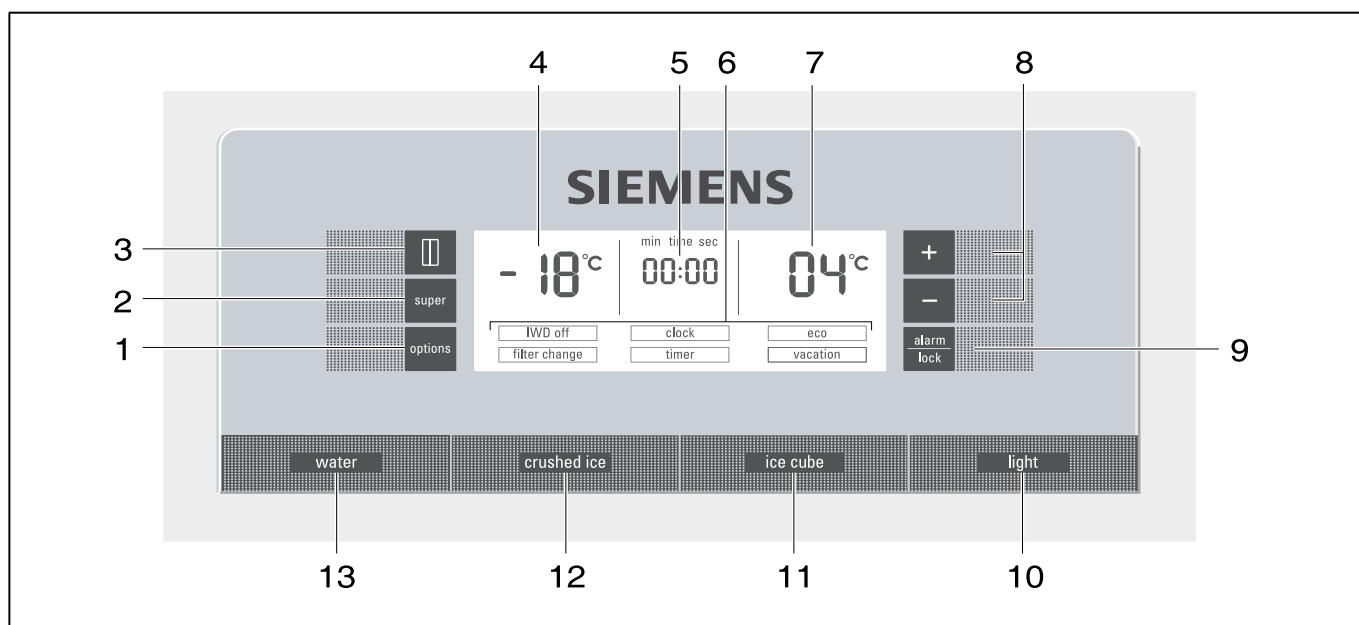 4 5 6 7 8
SIEMENS
min time sec
3 - 18°C 00:00 04°C +
2 super −
IWD off clock eco
1 options filter change timer vacation alarm lock 9
water crushed ice ice cube light
13 12 11 10